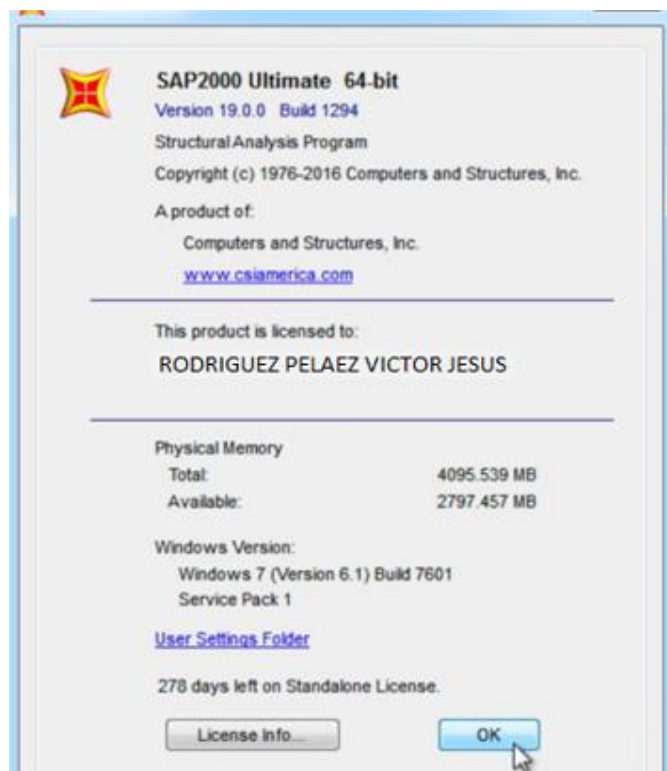 SAP2000 Ultimate 64-bit
Version 19.0.0 Build 1294
Structural Analysis Program
Copyright (c) 1976-2016 Computers and Structures, Inc.
A product of:
Computers and Structures, Inc.
www.csiamerica.com
This product is licensed to:
RODRIGUEZ PELAEZ VICTOR JESUS
Physical Memory
Total: 4095.539 MB
Available: 2797.457 MB
Windows Version:
Windows 7 (Version 6.1) Build 7601
Service Pack 1
User Settings Folder
278 days left on Standalone License.
License Info... OK